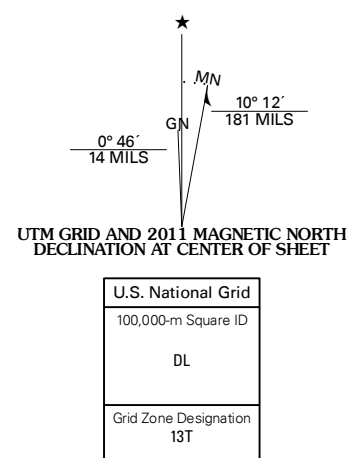 ★
MN
10° 12´
181 MILS
GN
0° 46´
14 MILS
UTM GRID AND 2011 MAGNETIC NORTH
DECLINATION AT CENTER OF SHEET
U.S. National Grid
100,000-m Square ID
DL
Grid Zone Designation
13T